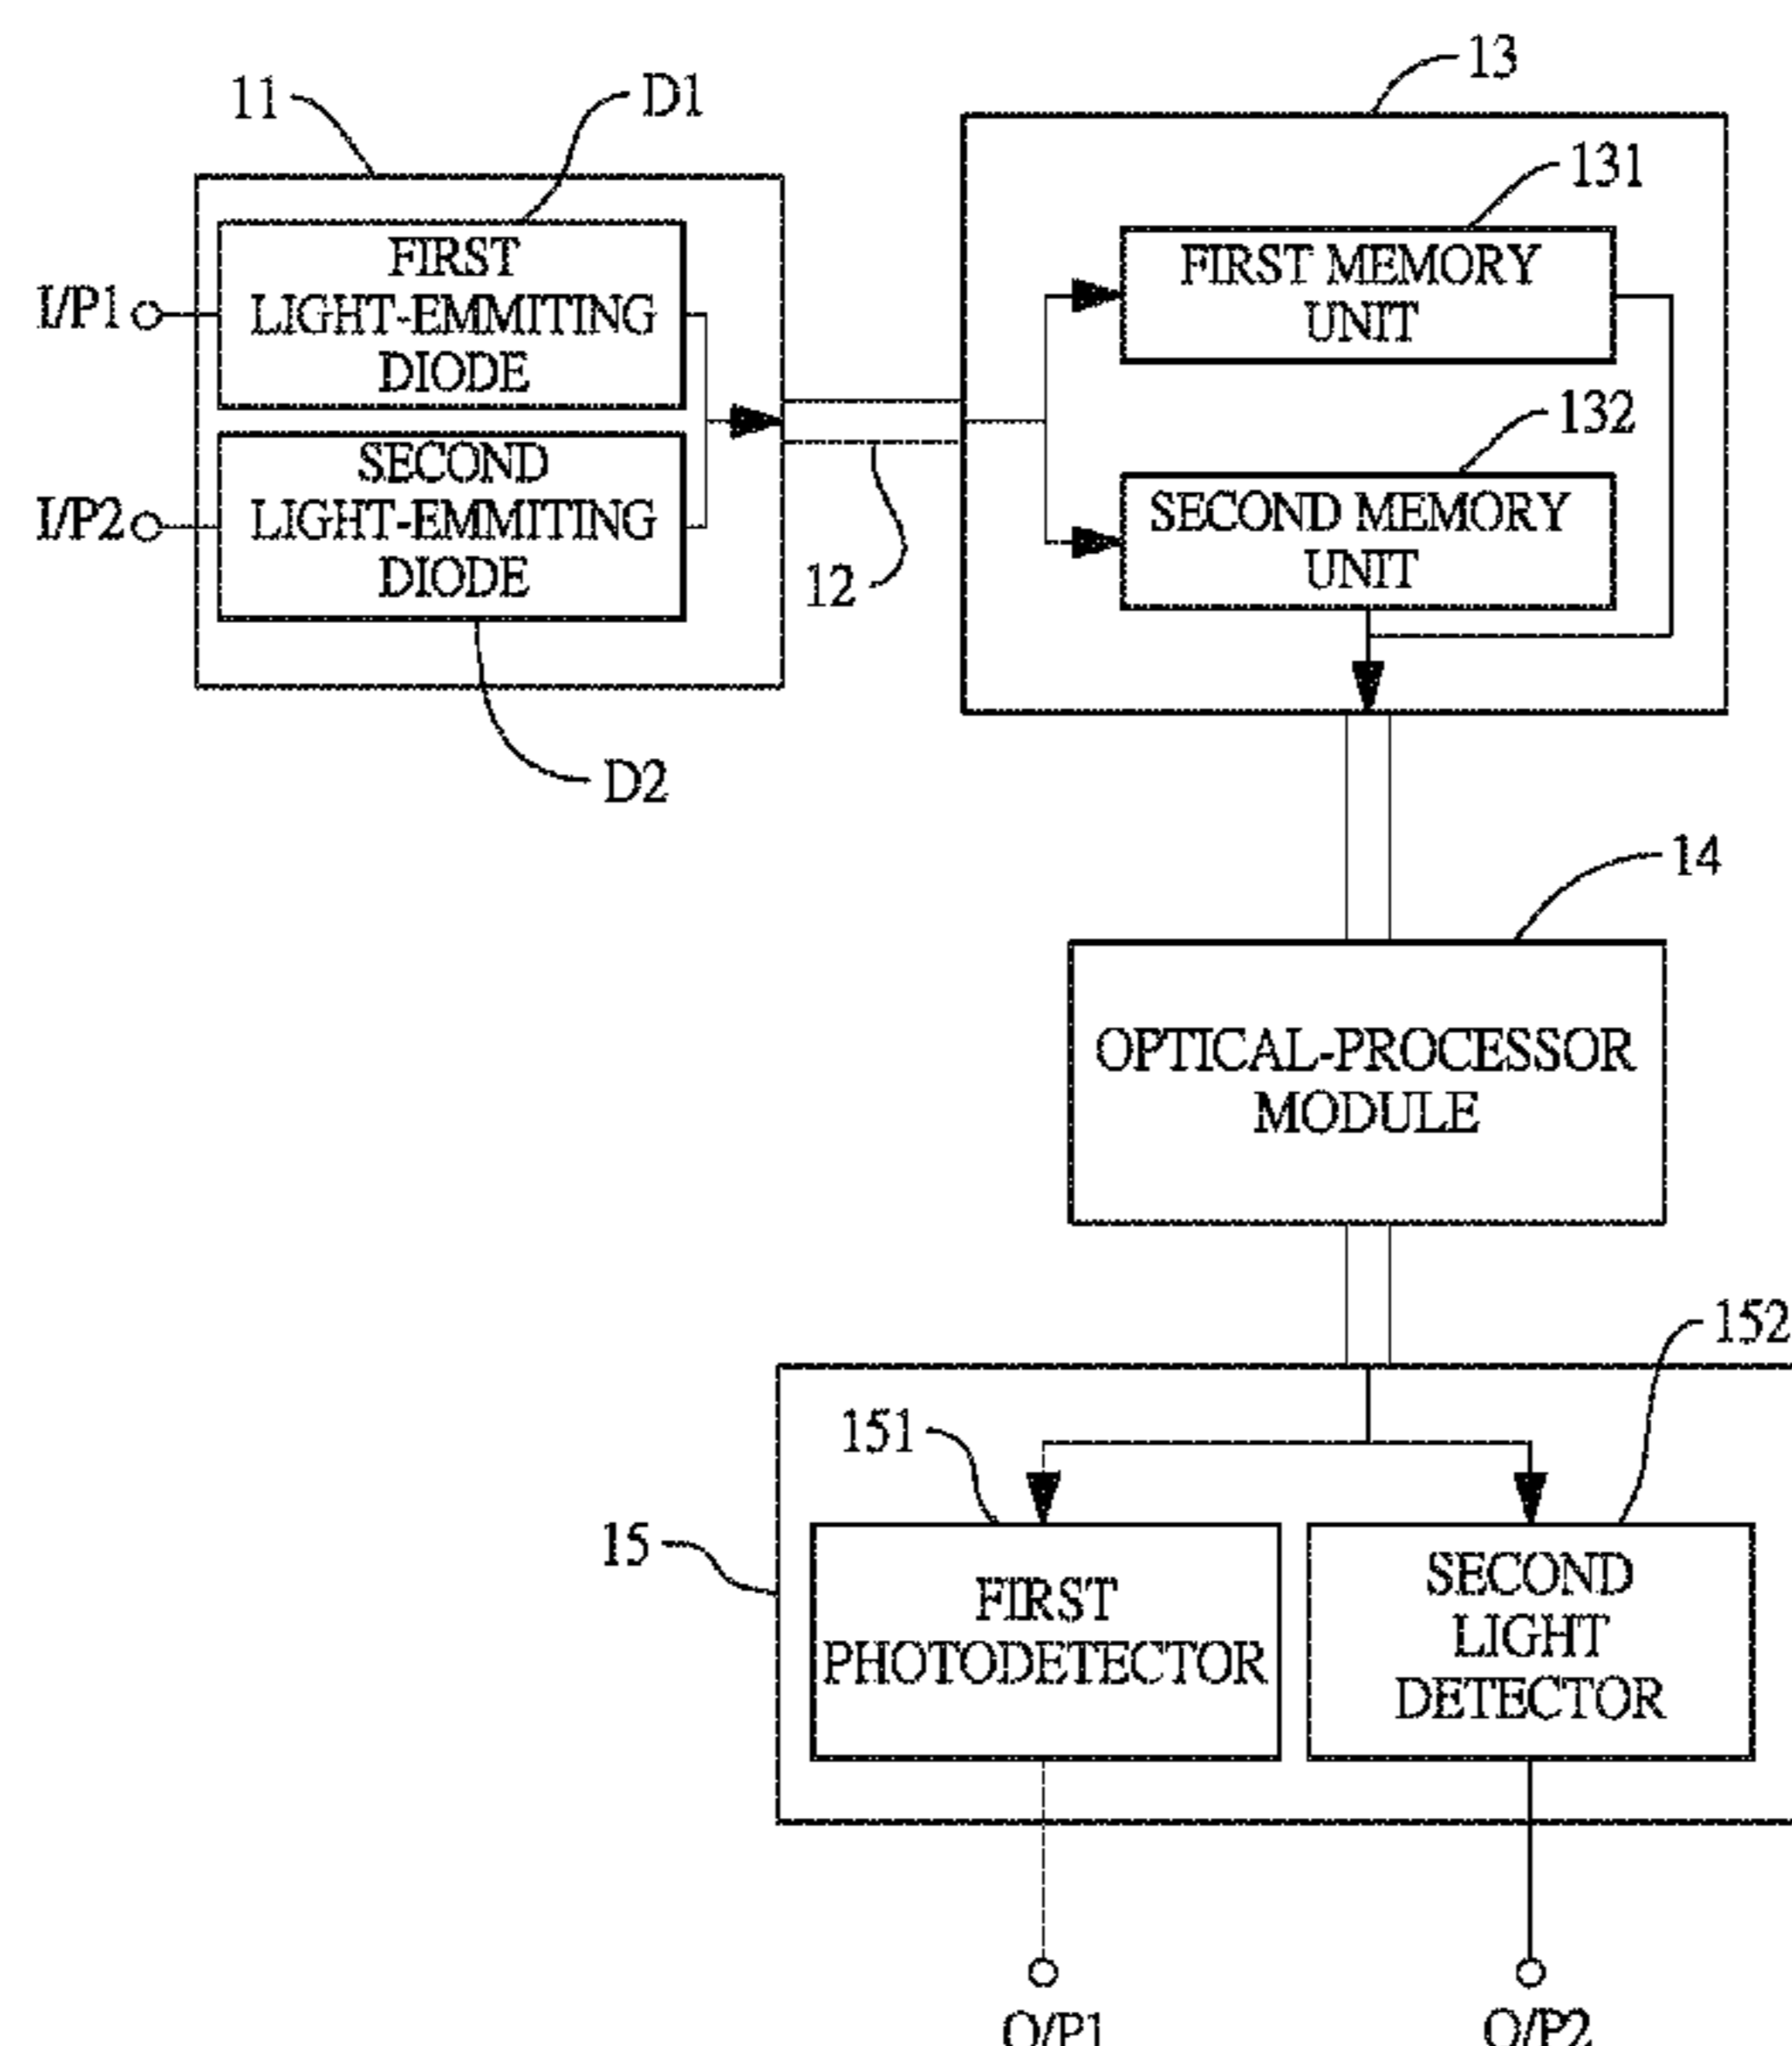 13
11
D1
131
FIRST
LIGHT-EMMITING
DIODE
I/P1
FIRST MEMORY
UNIT
132
SECOND
LIGHT-EMMITING
DIODE
I/P2
SECOND MEMORY
UNIT
12
D2
14
OPTICAL-PROCESSOR
MODULE
152
151
15
FIRST
PHOTODETECTOR
SECOND
LIGHT
DETECTOR
O/P1
O/P2